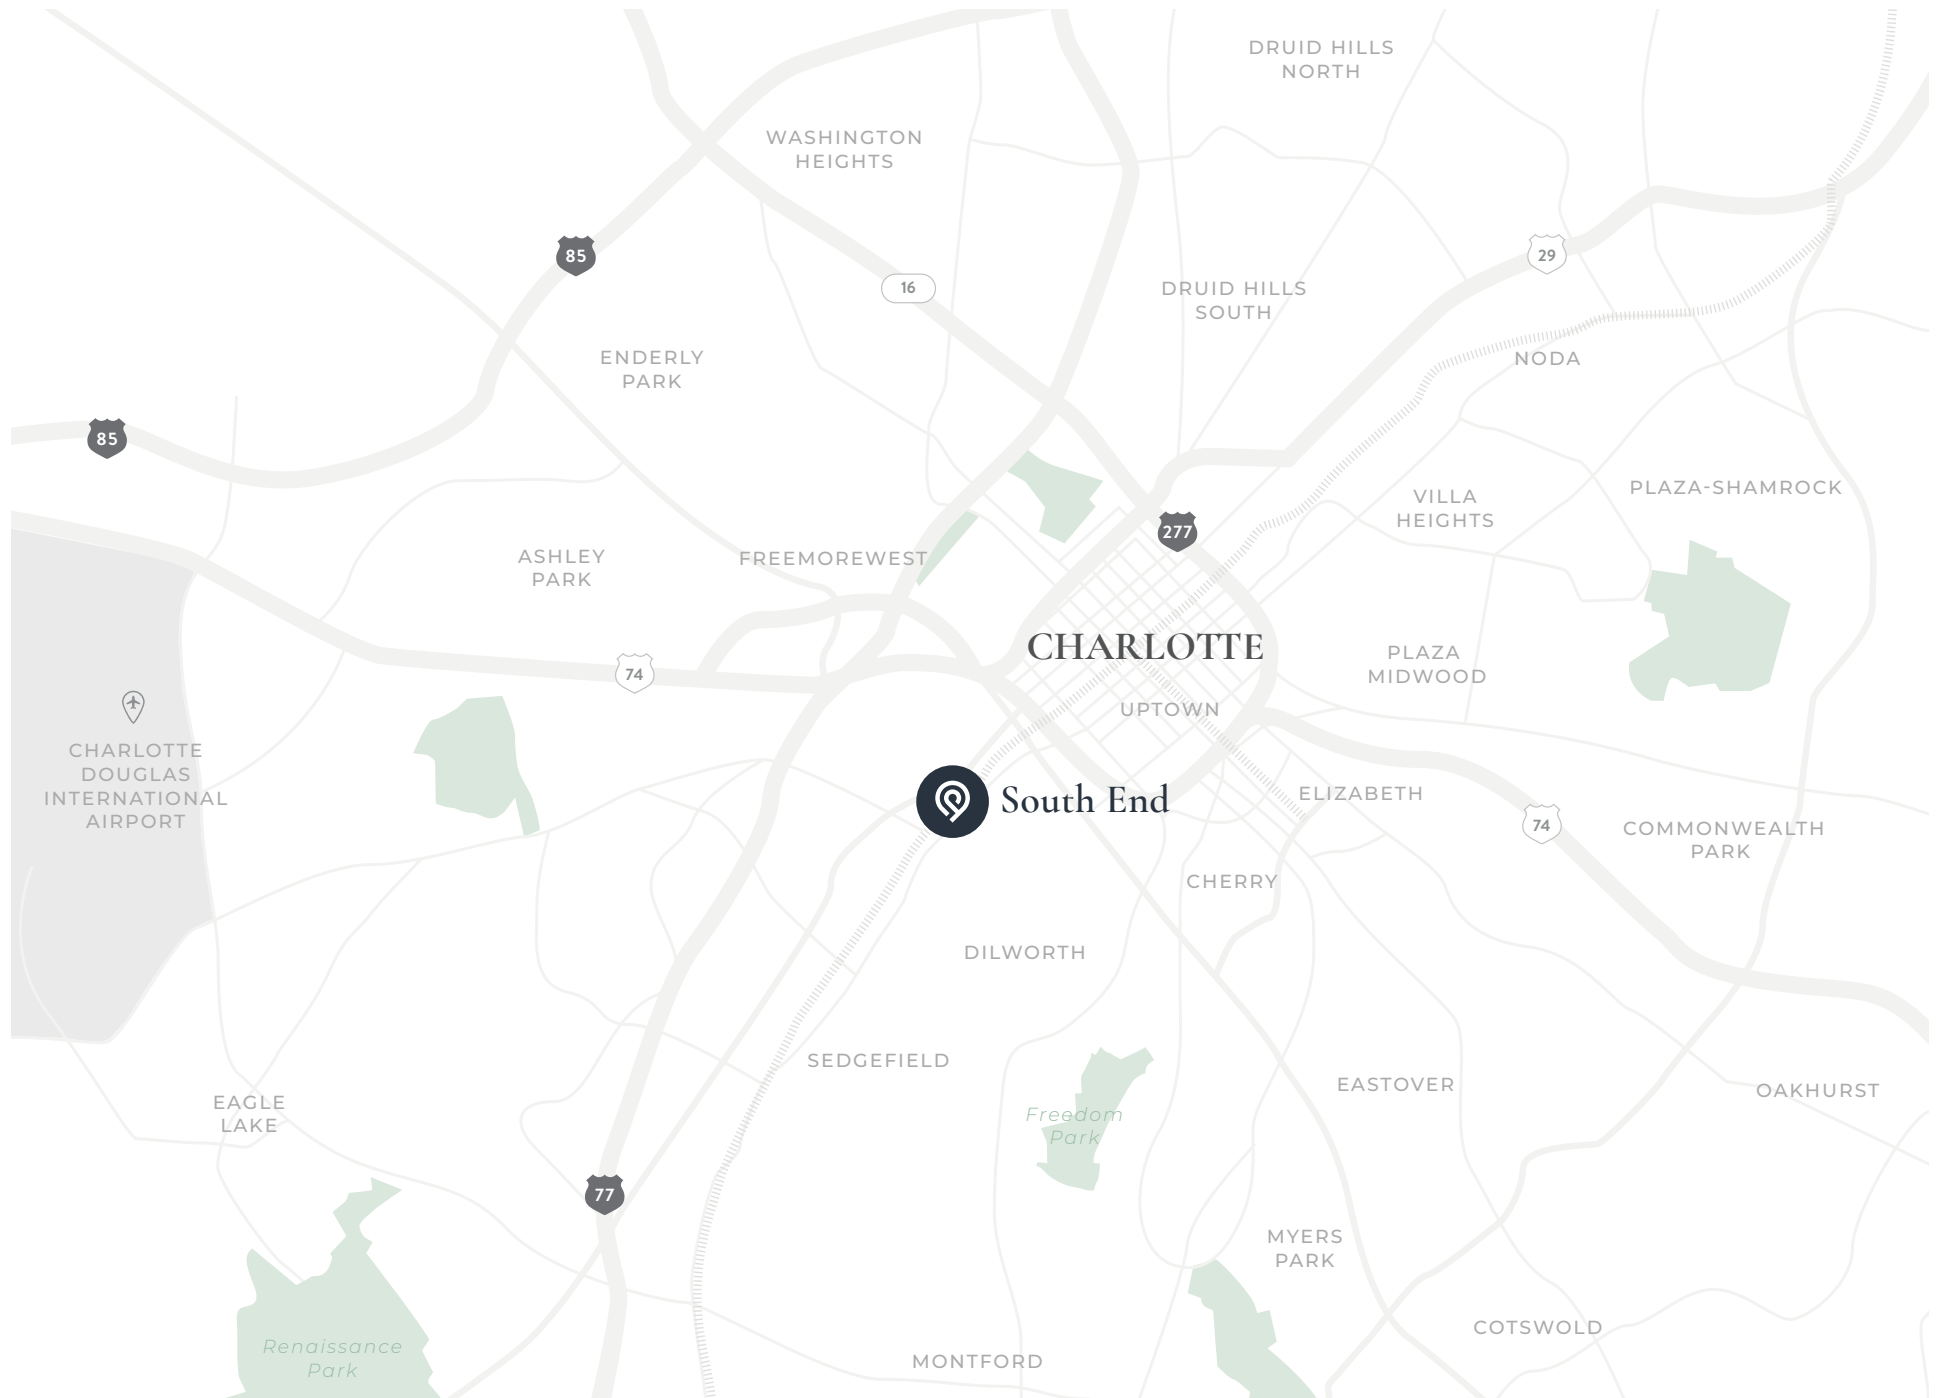 DRUID HILLS
NORTH
WASHINGTON
HEIGHTS
85
29
16
DRUID HILLS
SOUTH
ENDERLY
PARK
NODA
85
PLAZA-SHAMROCK
VILLA
HEIGHTS
277
ASHLEY
PARK
FREEMOREWEST
CHARLOTTE
PLAZA
MIDWOOD
74
UPTOWN
CHARLOTTE
DOUGLAS
INTERNATIONAL
AIRPORT
South End
ELIZABETH
74
COMMONWEALTH
PARK
CHERRY
DILWORTH
SEDGEFIELD
EASTOVER
OAKHURST
EAGLE
LAKE
Freedom
Park
77
MYERS
PARK
COTSWOLD
Renaissance
Park
MONTFORD